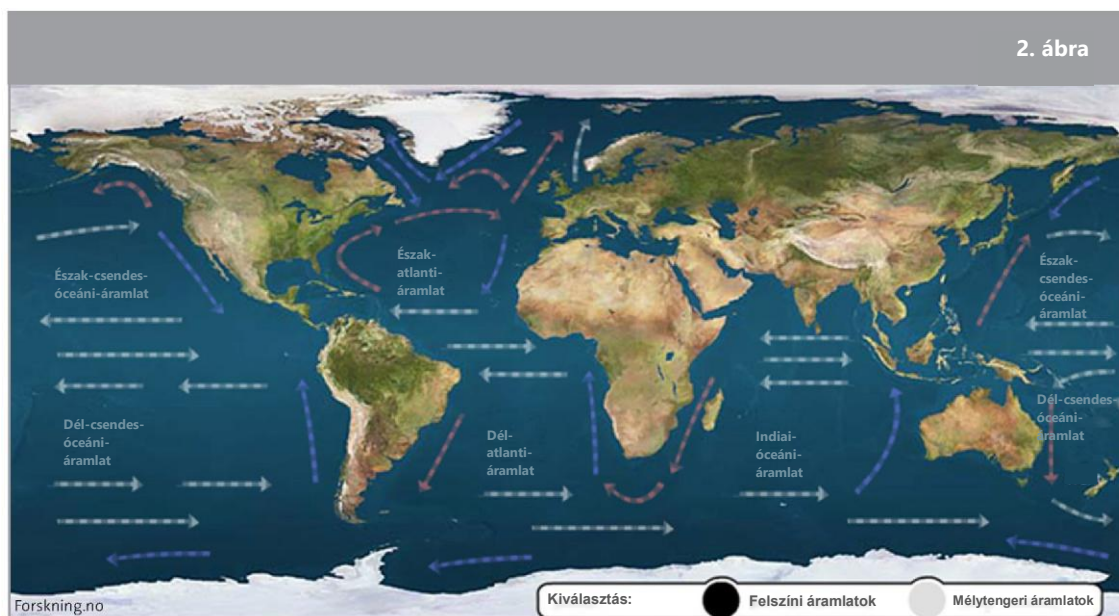 2. ábra
Észak-csendes-
óceáni-áramlat
Észak-
atlanti-
áramlat
Észak-
csendes-
óceáni-
áramlat
Dél-csendes-
óceáni-
áramlat
Dél-
atlanti-
áramlat
Indiai-
óceáni-
áramlat
Dél-csendes-
óceáni-
áramlat
Forskning.no
Kiválasztás:
Felszíni áramlatok
Mélytengeri áramlatok